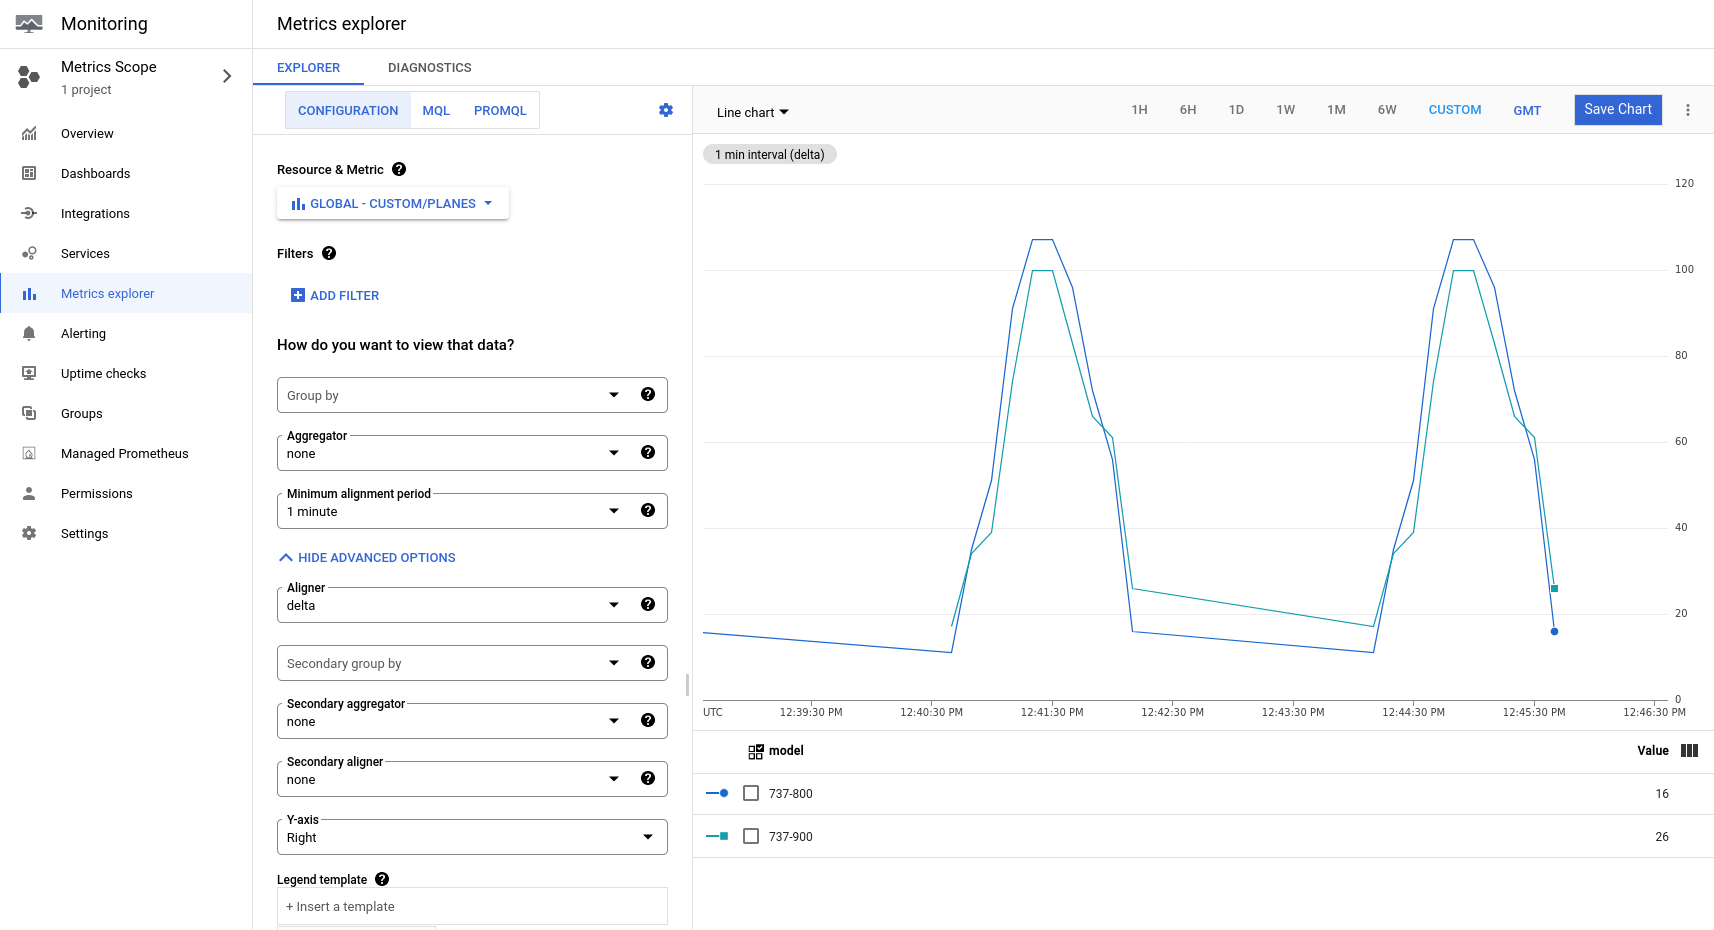 Monitoring
Metrics Scope
1 project
Overview
Dashboards
Integrations
Services
Metrics explorer
Alerting
Uptime checks
Groups
Managed Prometheus
Permissions
Settings
Metrics explorer
EXPLORER DIAGNOSTICS
CONFIGURATION MQL PROMQL
Resource & Metric
GLOBAL - CUSTOM/PLANES
Filters
ADD FILTER
How do you want to view that data?
Group by
Aggregator
none
Minimum alignment period
1 minute
HIDE ADVANCED OPTIONS
Aligner
delta
Secondary group by
Secondary aggregator
none
Secondary aligner
none
Y-axis
Right
Legend template
+ Insert a template
Line chart
1H 6H 1D 1W 1M 6W CUSTOM GMT Save Chart
1 min interval (delta)
120
100
80
60
40
20
0
UTC 12:39:30 PM 12:40:30 PM 12:41:30 PM 12:42:30 PM 12:43:30 PM 12:44:30 PM 12:45:30 PM 12:46:30 PM
model Value
737-800 16
737-900 26